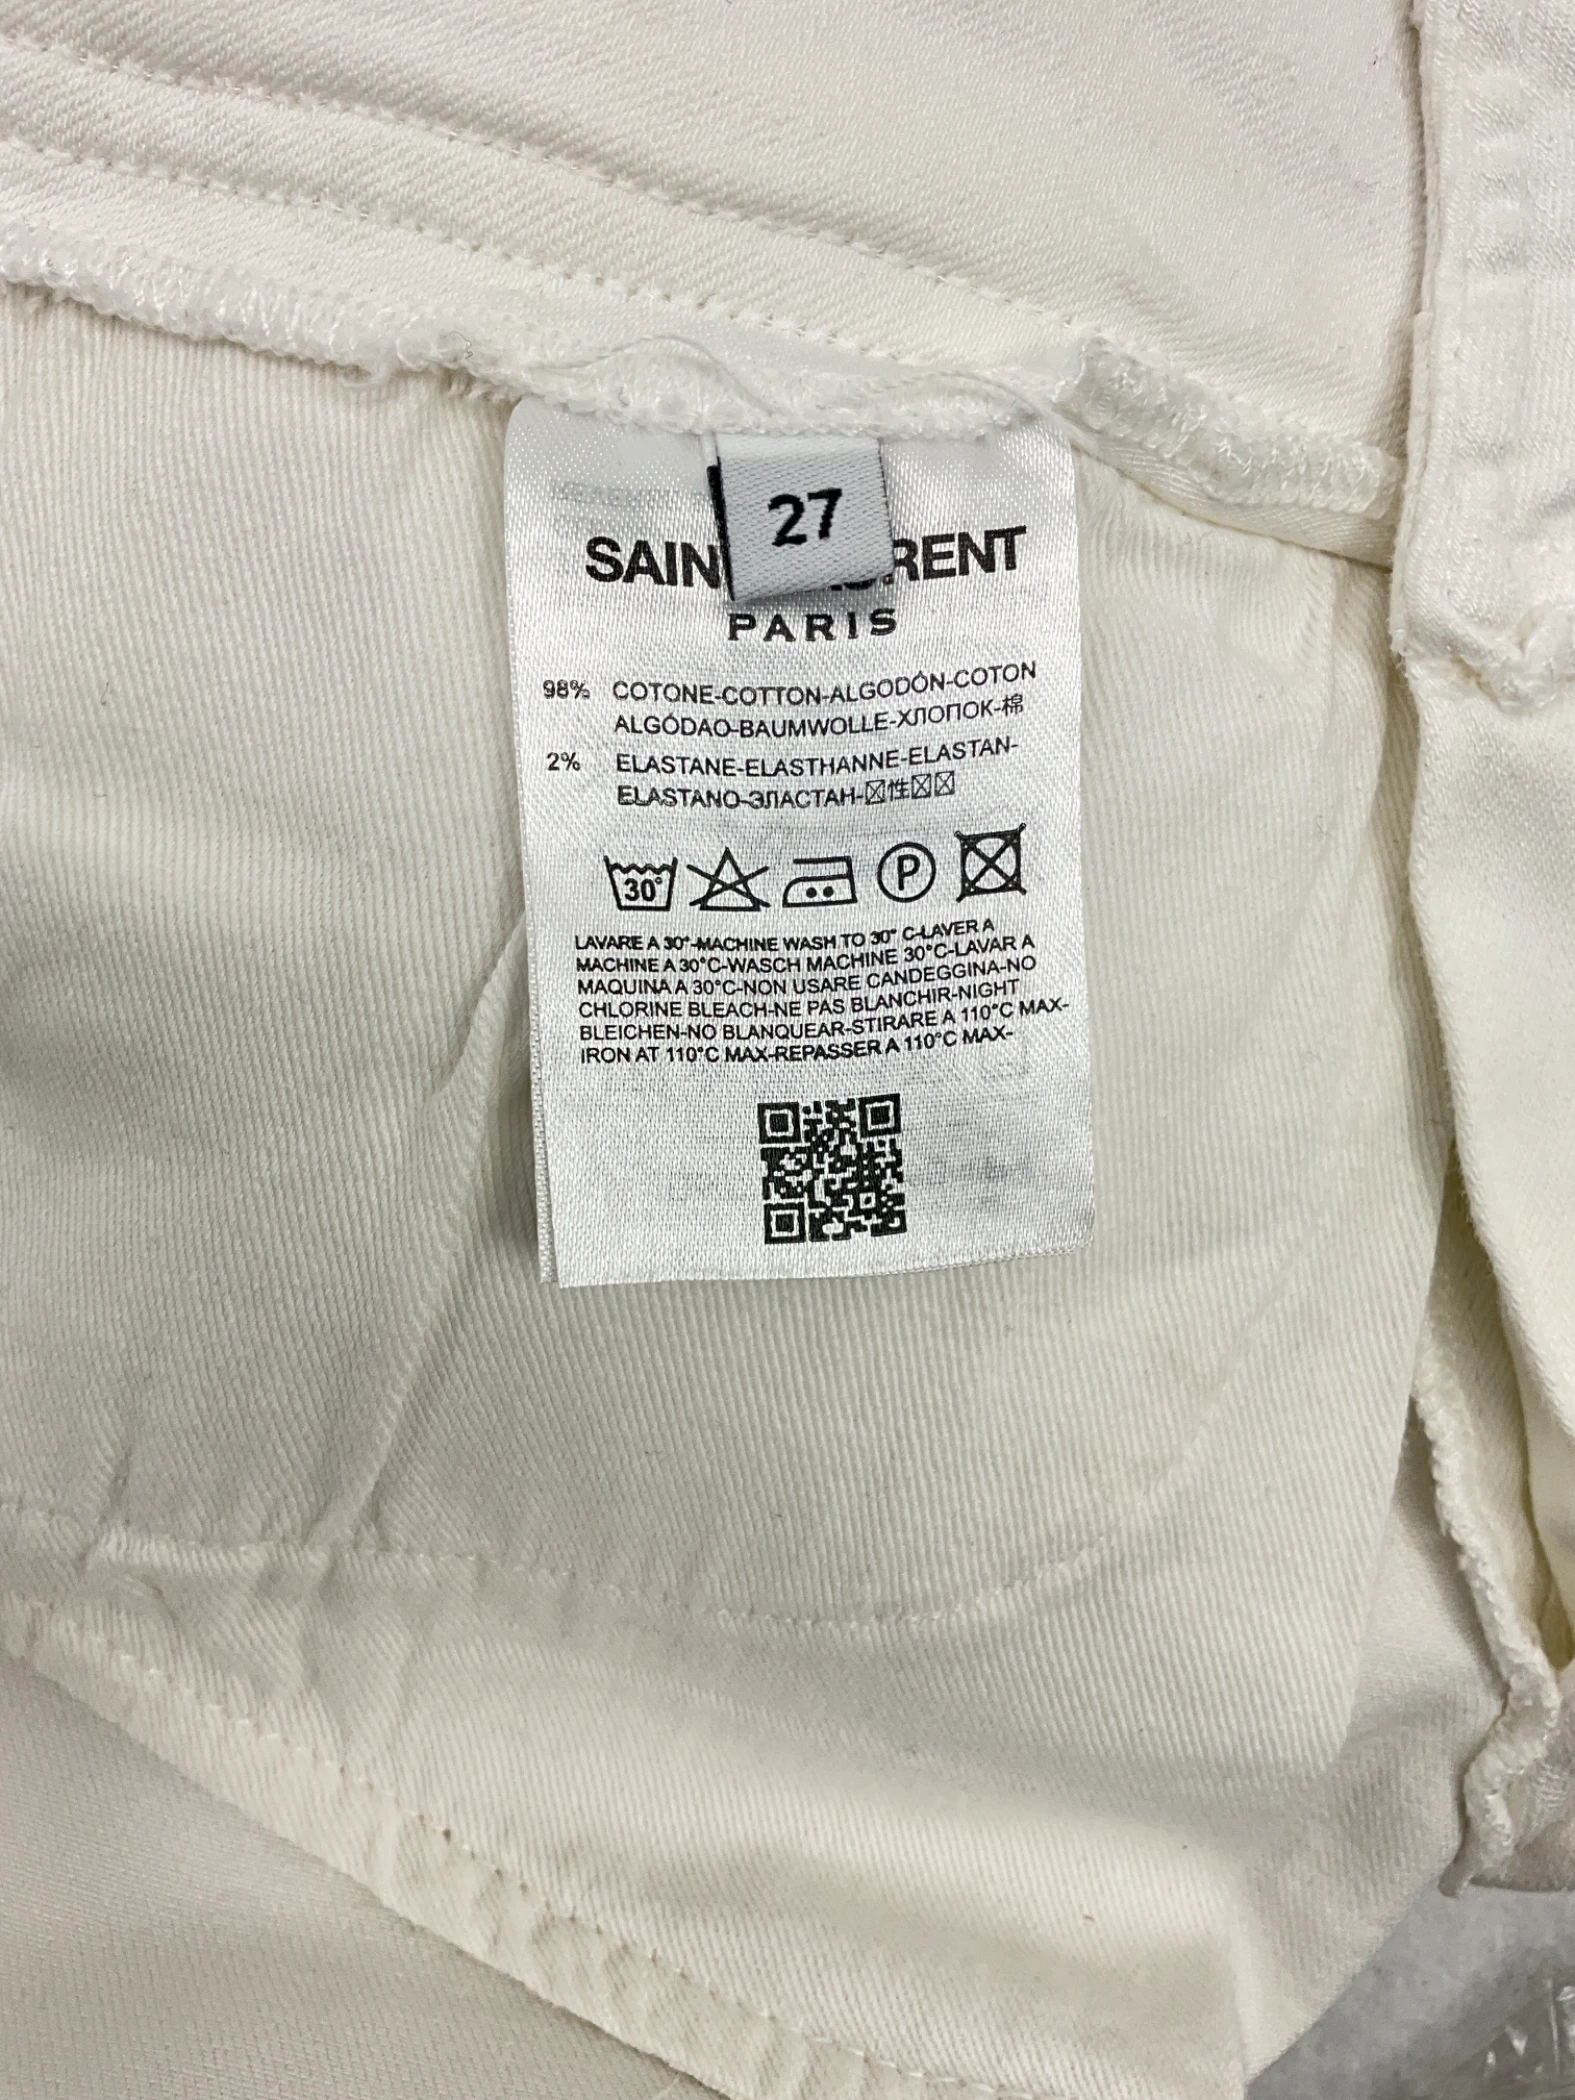 27
SAIN RENT
PARIS
98% COTONE-COTTON-ALGODÓN-COTON
ALGÓDAO-BAUMWOLLE-ХЛОПОК-棉
2% ELASTANE-ELASTHANNE-ELASTAN-
ELASTANO-ЭЛАСТАН-☒性☒☒
30°
P
LAVARE A 30°-MACHINE WASH TO 30° C-LAVER A
MACHINE A 30°C-WASCH MACHINE 30°C-LAVAR A
MAQUINA A 30°C-NON USARE CANDEGGINA-NO
CHLORINE BLEACH-NE PAS BLANCHIR-NIGHT
BLEICHEN-NO BLANQUEAR-STIRARE A 110°C MAX-
IRON AT 110°C MAX-REPASSER A 110°C MAX-